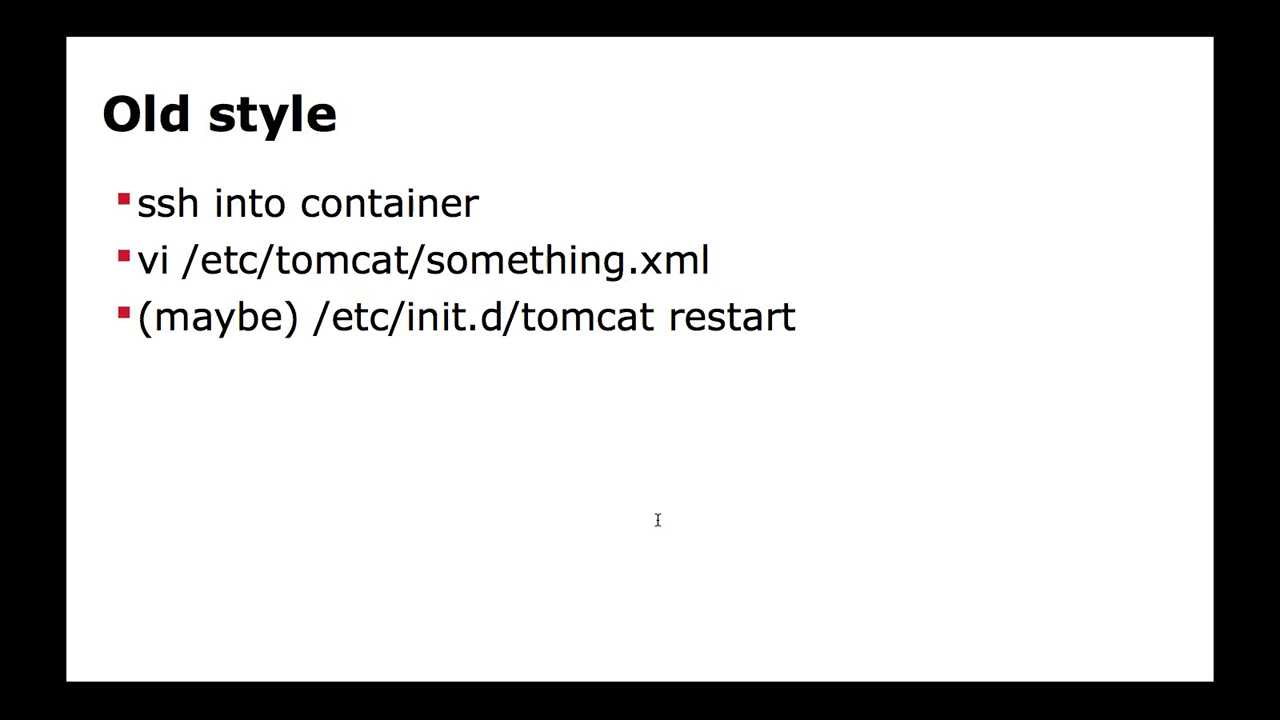 Old style
ssh into container
vi /etc/tomcat/something.xml
(maybe) /etc/init.d/tomcat restart